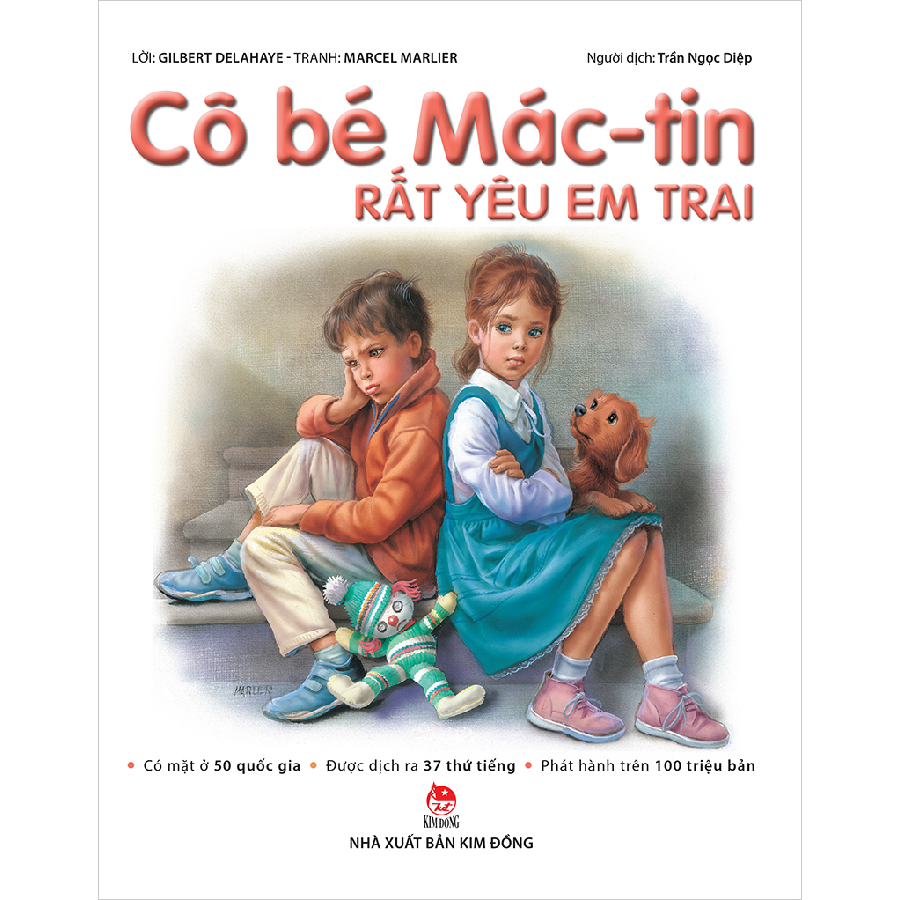 LỜI: GILBERT DELAHAYE - TRANH: MARCEL MARLIER
Người dịch: Trần Ngọc Diệp
Cô bé Mác-tin
RẤT YÊU EM TRAI
MARLIER
• Có mặt ở 50 quốc gia • Được dịch ra 37 thứ tiếng • Phát hành trên 100 triệu bản
KIM ĐỒNG
NHÀ XUẤT BẢN KIM ĐỒNG